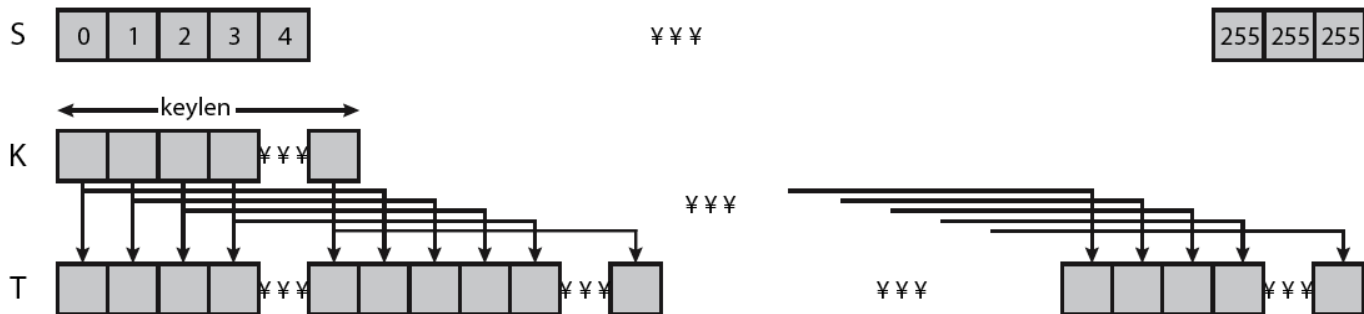 S 0 1 2 3 4 ¥ ¥ ¥ 255 255 255
keylen
K ¥ ¥ ¥
¥ ¥ ¥
T ¥ ¥ ¥ ¥ ¥ ¥ ¥ ¥ ¥ ¥ ¥ ¥